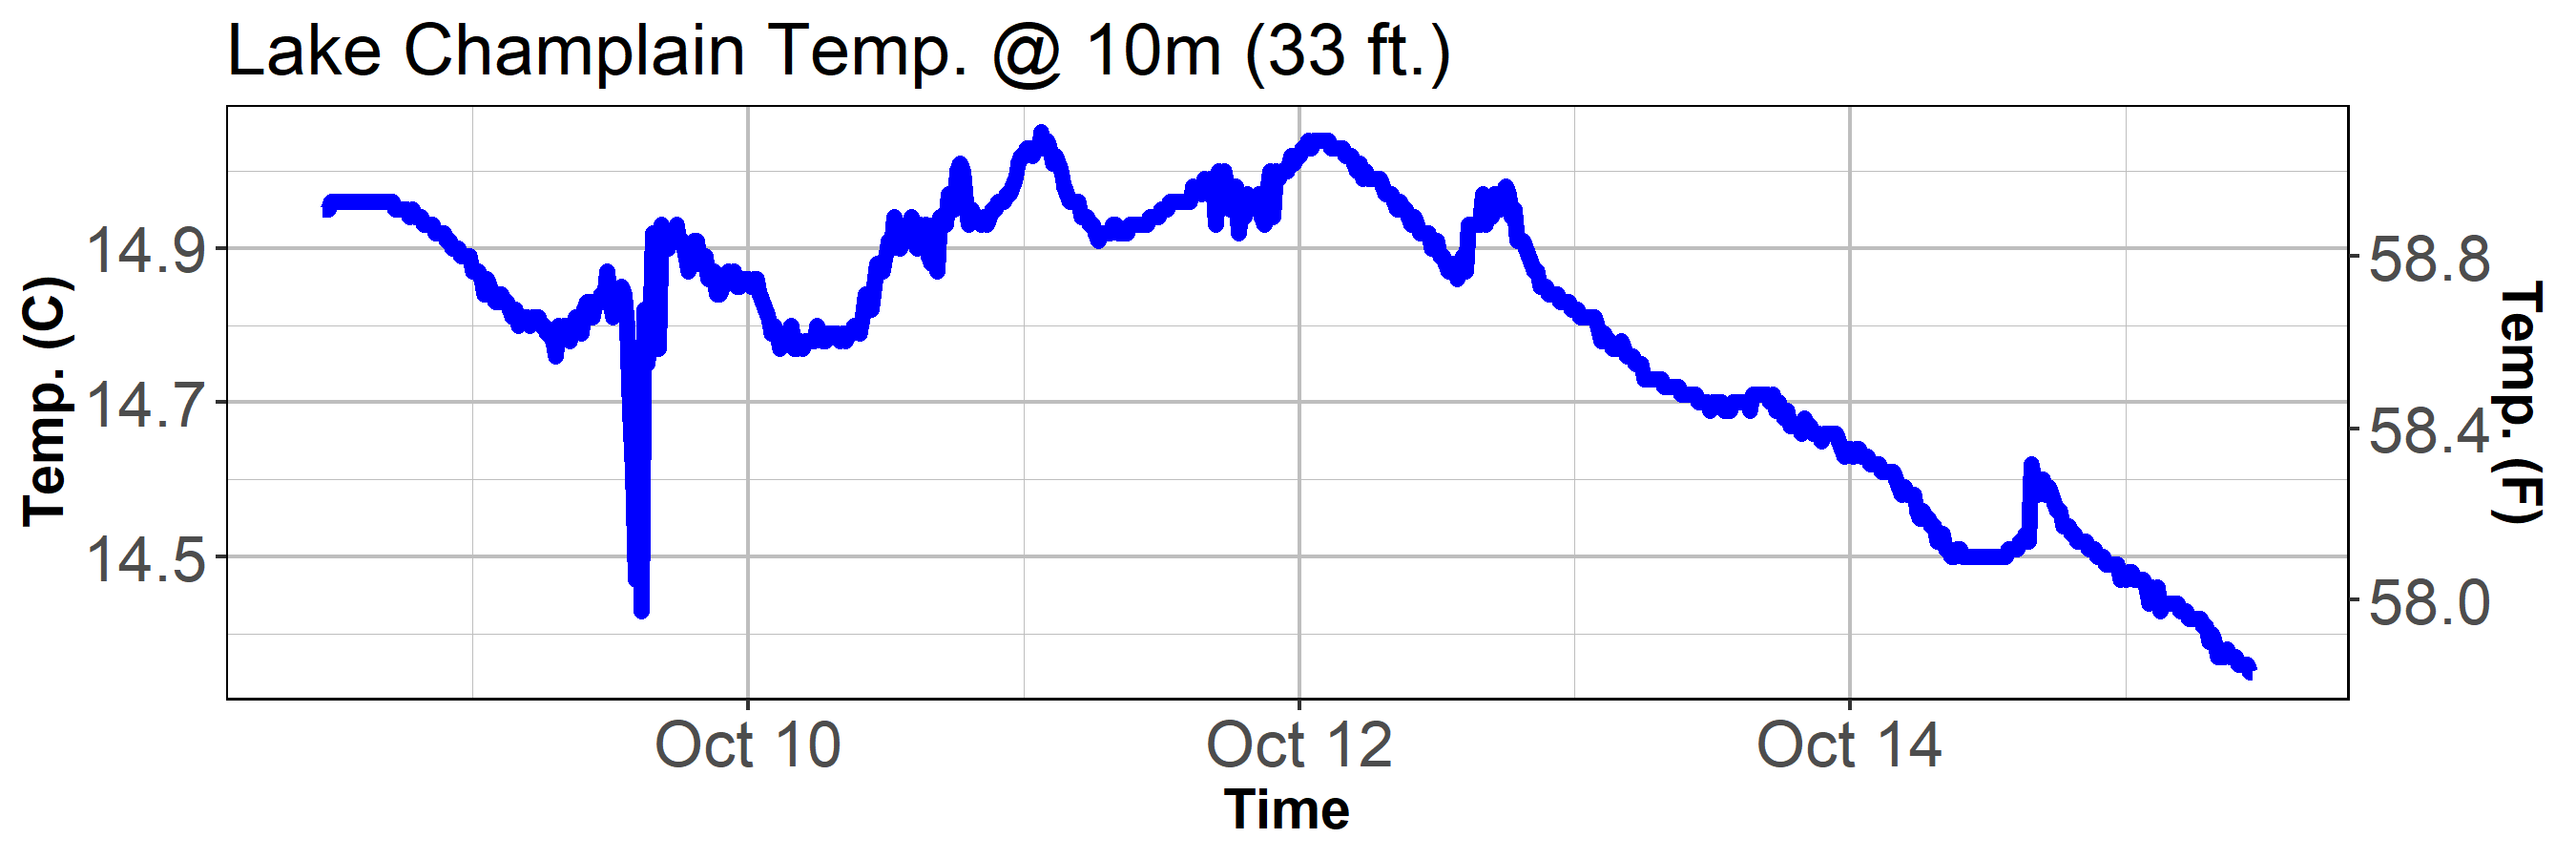 Lake Champlain Temp. @ 10m (33 ft.)
Temp. (C)
14.9
14.7
14.5
58.8
58.4
58.0
Temp. (F)
Oct 10
Oct 12
Oct 14
Time